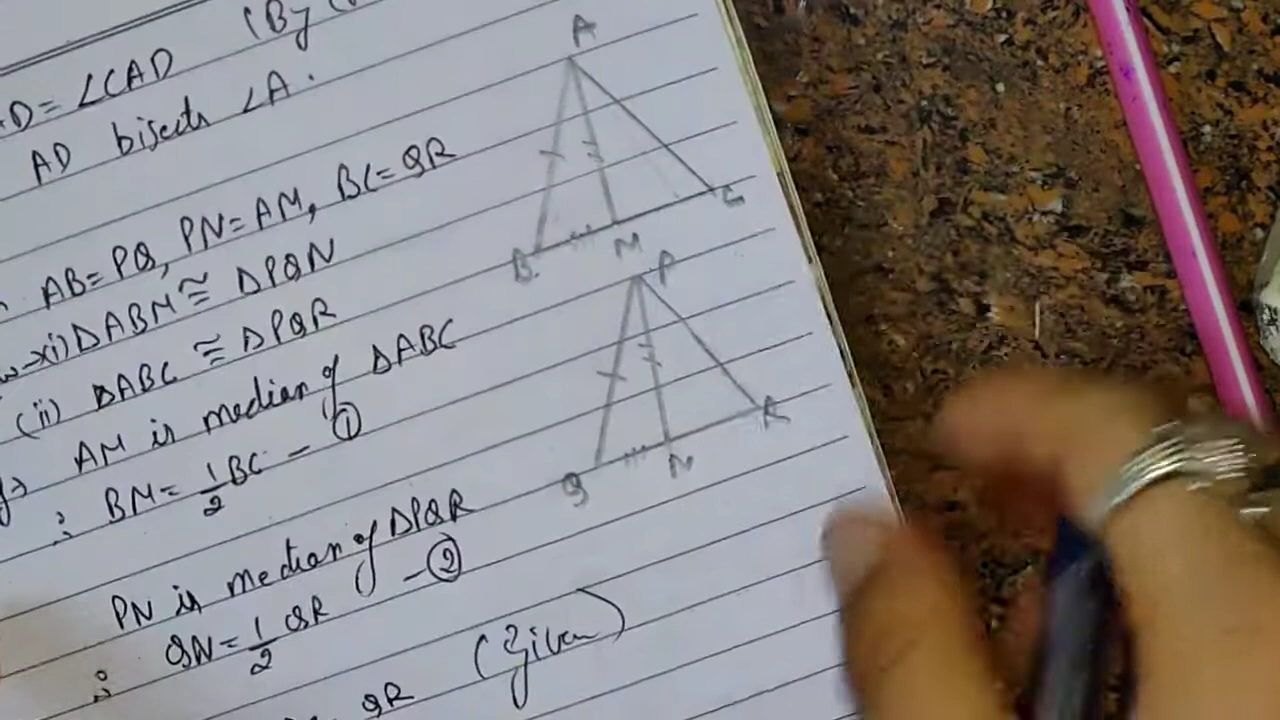 D = ∠CAD (By
AD bisects ∠A.
AB = PQ, PN = AM, BC = QR
i) ΔABM ≅ ΔPQN
(ii) ΔABC ≅ ΔPQR
AM is median of ΔABC
∴ BM = 1/2 BC - ①
PN is median of ΔPQR
∴ QN = 1/2 QR - ②
QR (Given)
A
B M C
P
Q N R